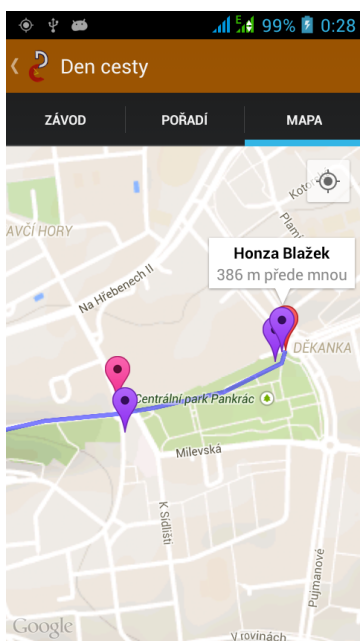 E
99% 0:28
Den cesty
ZÁVOD
POŘADÍ
MAPA
AVČÍ HORY
Na Hřebenech II
Honza Blažek
386 m přede mnou
DĚKANKA
Centrální park Pankrác
Milevská
K Sídlišti
Pujmanové
V rovinách
Google